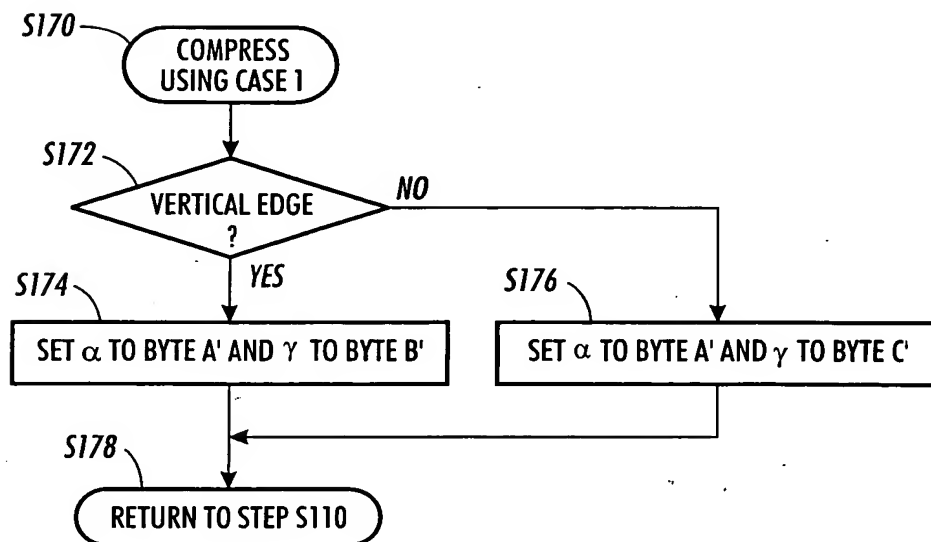 S170
COMPRESS
USING CASE 1
S172
VERTICAL EDGE
?
NO
YES
S174
SET α TO BYTE A' AND γ TO BYTE B'
S176
SET α TO BYTE A' AND γ TO BYTE C'
S178
RETURN TO STEP S110